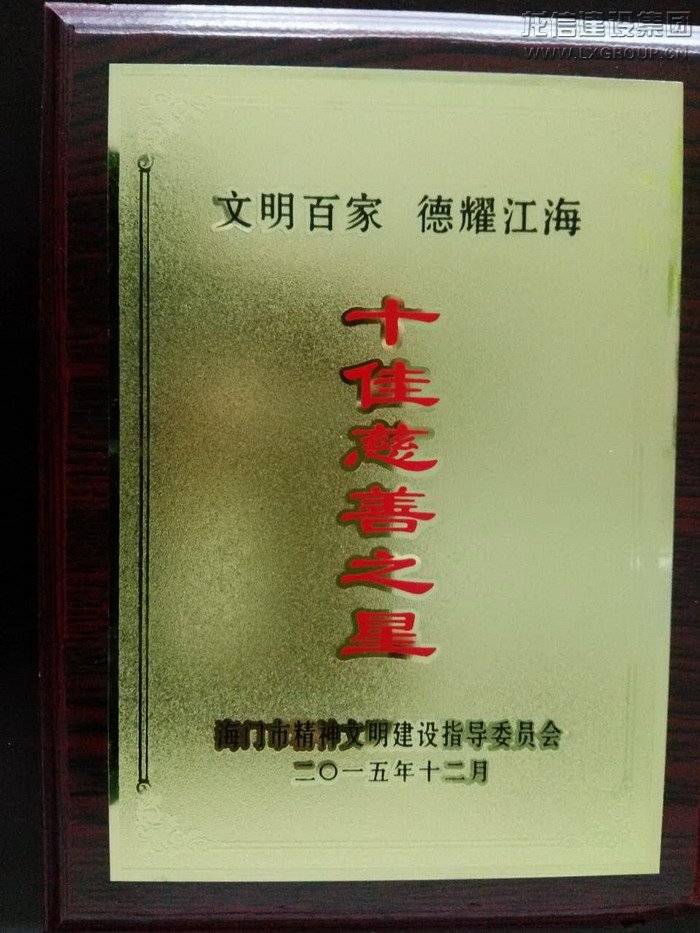 龙信建设集团
WWW.LXGROUP.CN
文明百家 德耀江海
十佳慈善之星
海门市精神文明建设指导委员会
二〇一五年十二月